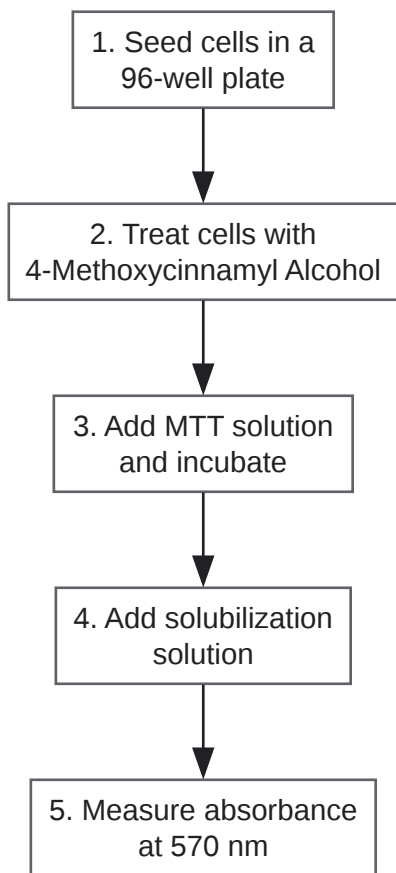 1. Seed cells in a
96-well plate
2. Treat cells with
4-Methoxycinnamyl Alcohol
3. Add MTT solution
and incubate
4. Add solubilization
solution
5. Measure absorbance
at 570 nm